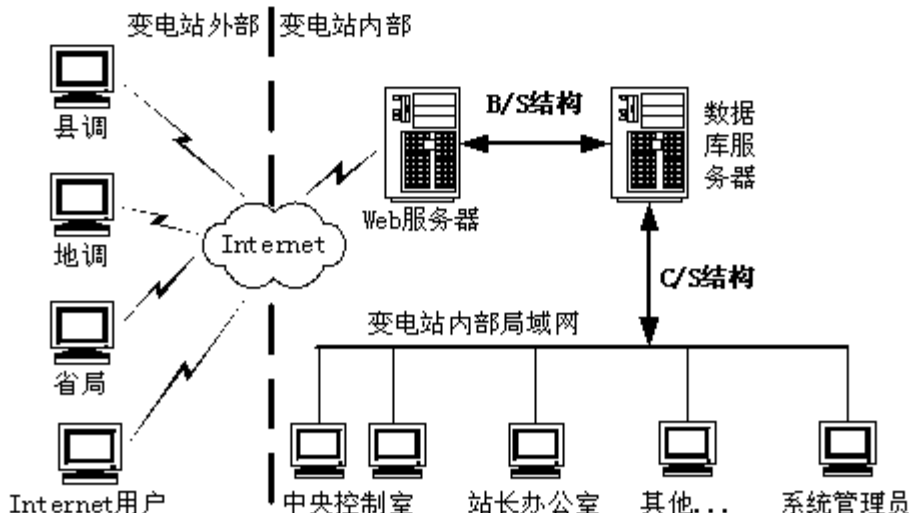 变电站外部
变电站内部
县调
地调
省局
Internet用户
Internet
Web服务器
B/S结构
数据
库服
务器
C/S结构
变电站内部局域网
中央控制室
站长办公室
其他...
系统管理员